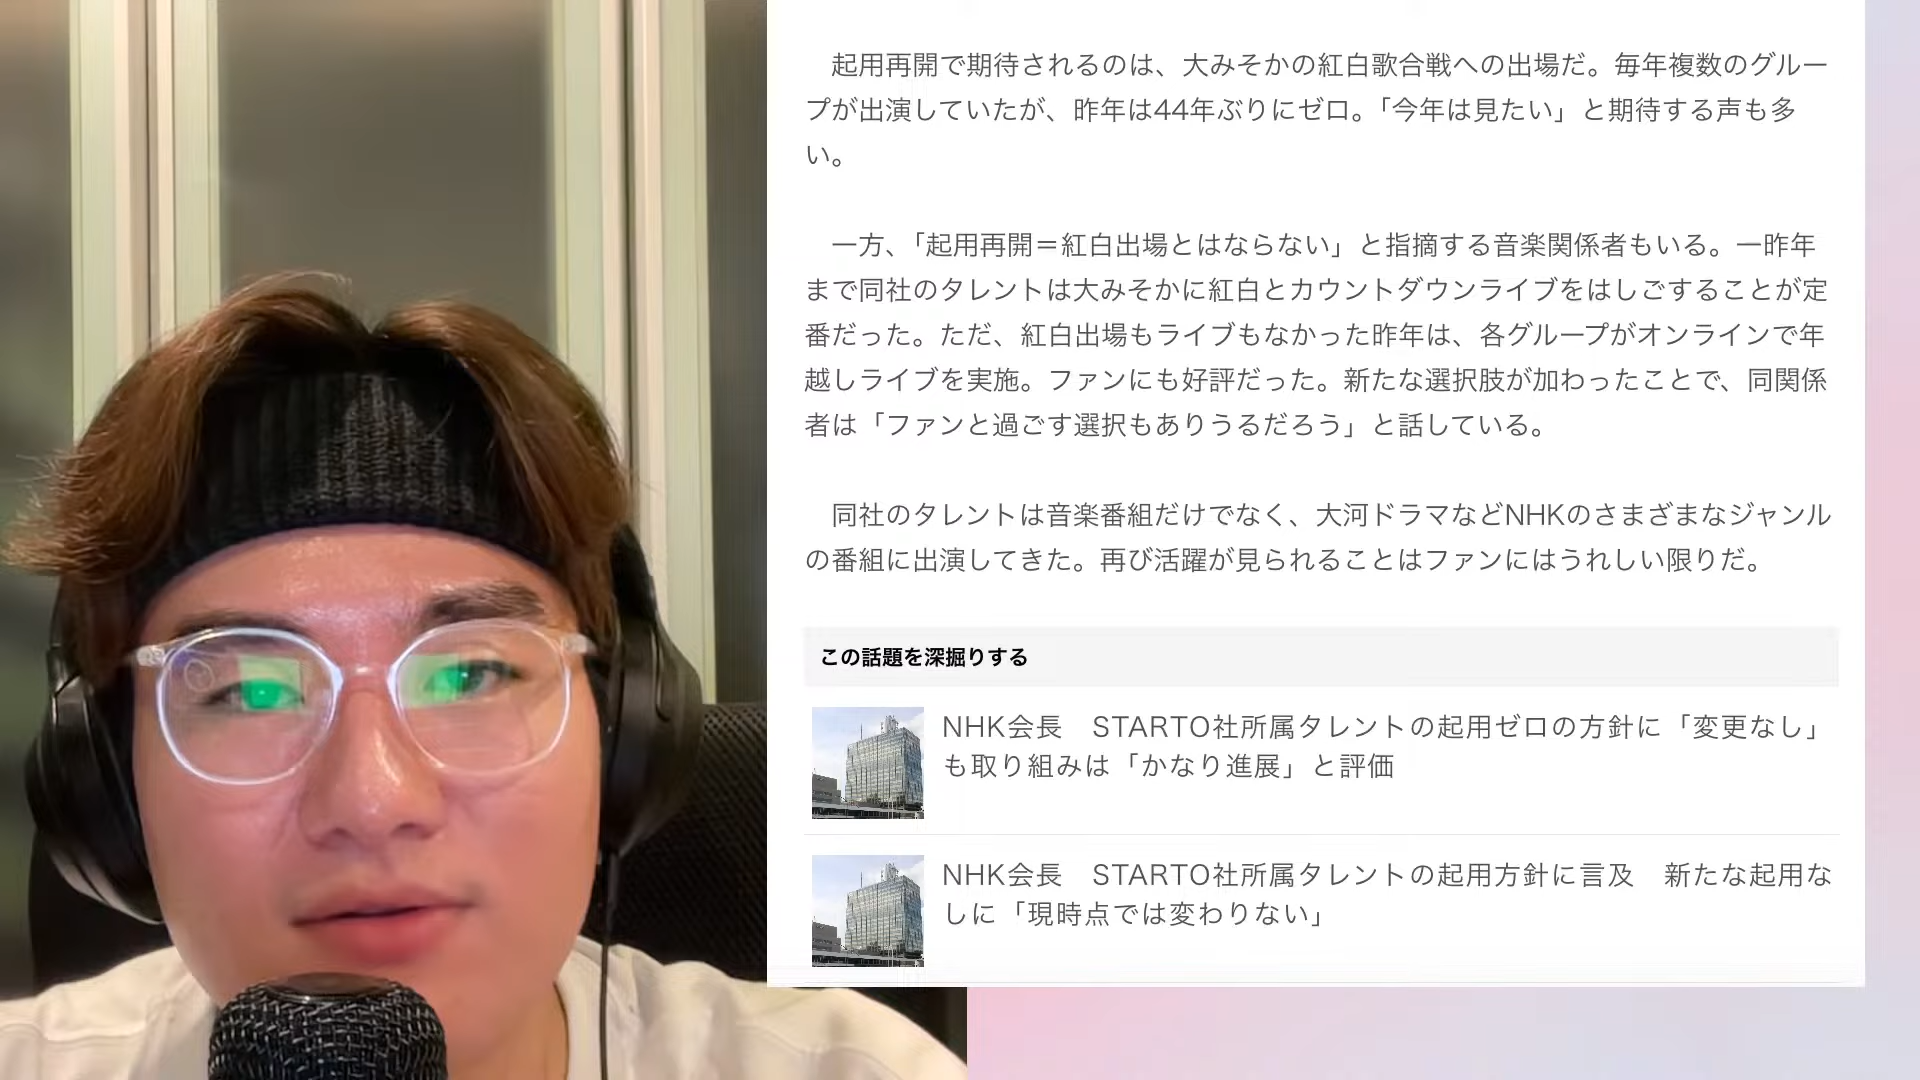 起用再開で期待されるのは、大みそかの紅白歌合戦への出場だ。毎年複数のグルー
プが出演していたが、昨年は44年ぶりにゼロ。「今年は見たい」と期待する声も多
い。
一方、「起用再開＝紅白出場とはならない」と指摘する音楽関係者もいる。一昨年
まで同社のタレントは大みそかに紅白とカウントダウンライブをはしごすることが定
番だった。ただ、紅白出場もライブもなかった昨年は、各グループがオンラインで年
越しライブを実施。ファンにも好評だった。新たな選択肢が加わったことで、同関係
者は「ファンと過ごす選択もありうるだろう」と話している。
同社のタレントは音楽番組だけでなく、大河ドラマなどNHKのさまざまなジャンル
の番組に出演してきた。再び活躍が見られることはファンにはうれしい限りだ。
この話題を深掘りする
NHK会長　STARTO社所属タレントの起用ゼロの方針に「変更なし」
も取り組みは「かなり進展」と評価
NHK会長　STARTO社所属タレントの起用方針に言及　新たな起用な
しに「現時点では変わりない」